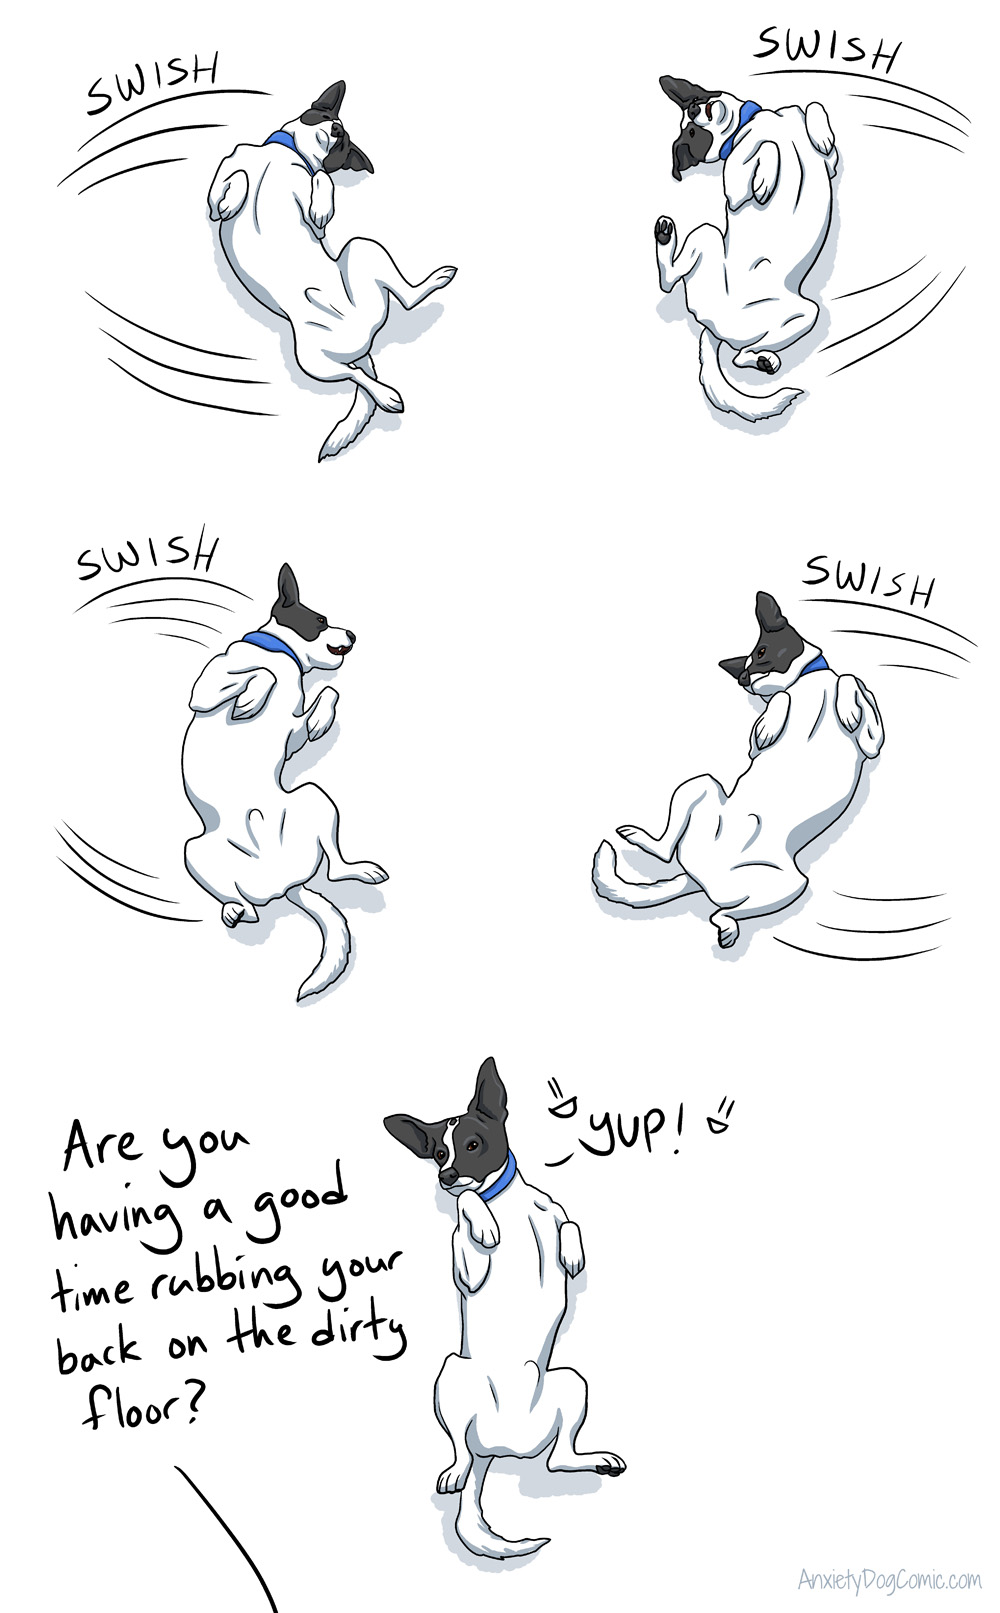 SWISH
SWISH
SWISH
SWISH
Are you
having a good
time rubbing your
back on the dirty
floor?
YUP!
AnxietyDogComic.com